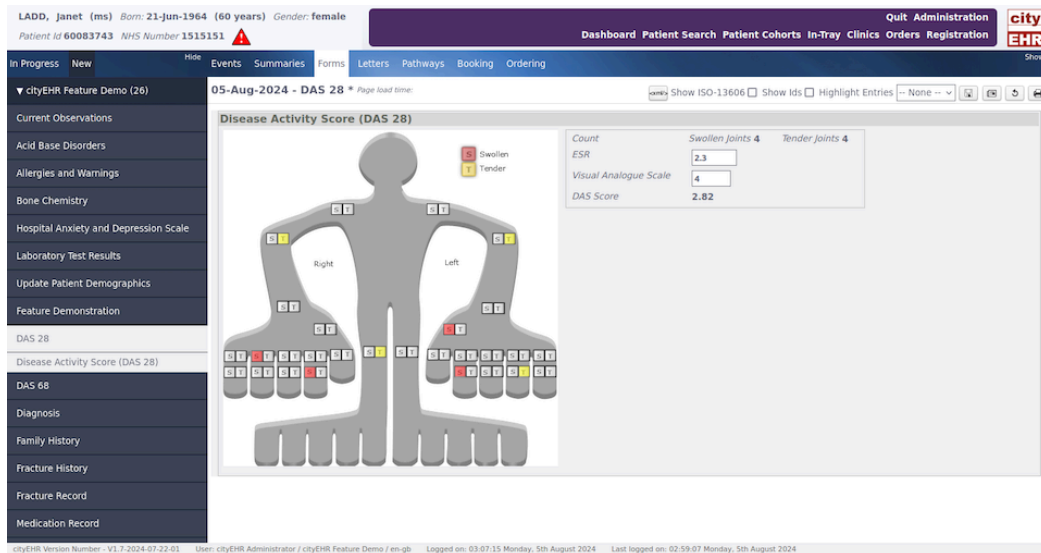 LADD, Janet (ms) Born: 21-Jun-1964 (60 years) Gender: female
Patient Id 60083743 NHS Number 1515151
Quit Administration
Dashboard Patient Search Patient Cohorts In-Tray Clinics Orders Registration
city
EHR
In Progress New Hide
Events Summaries Forms Letters Pathways Booking Ordering
Show
▼ cityEHR Feature Demo (26)
Current Observations
Acid Base Disorders
Allergies and Warnings
Bone Chemistry
Hospital Anxiety and Depression Scale
Laboratory Test Results
Update Patient Demographics
Feature Demonstration
DAS 28
Disease Activity Score (DAS 28)
DAS 68
Diagnosis
Family History
Fracture History
Fracture Record
Medication Record
05-Aug-2024 - DAS 28 * Page load time:
Show ISO-13606 Show Ids Highlight Entries -- None --
Disease Activity Score (DAS 28)
S Swollen
T Tender
S T S T
S T S T
Right Left
S T S T
S T S T
S T S T S T S T S T S T S T S T S T S T S T S T
S T S T S T S T S T S T S T S T
Count Swollen Joints 4 Tender Joints 4
ESR 2.3
Visual Analogue Scale 4
DAS Score 2.82
cityEHR Version Number - V1.7-2024-07-22-01 User: cityEHR Administrator / cityEHR Feature Demo / en-gb Logged on: 03:07:15 Monday, 5th August 2024 Last logged on: 02:59:07 Monday, 5th August 2024